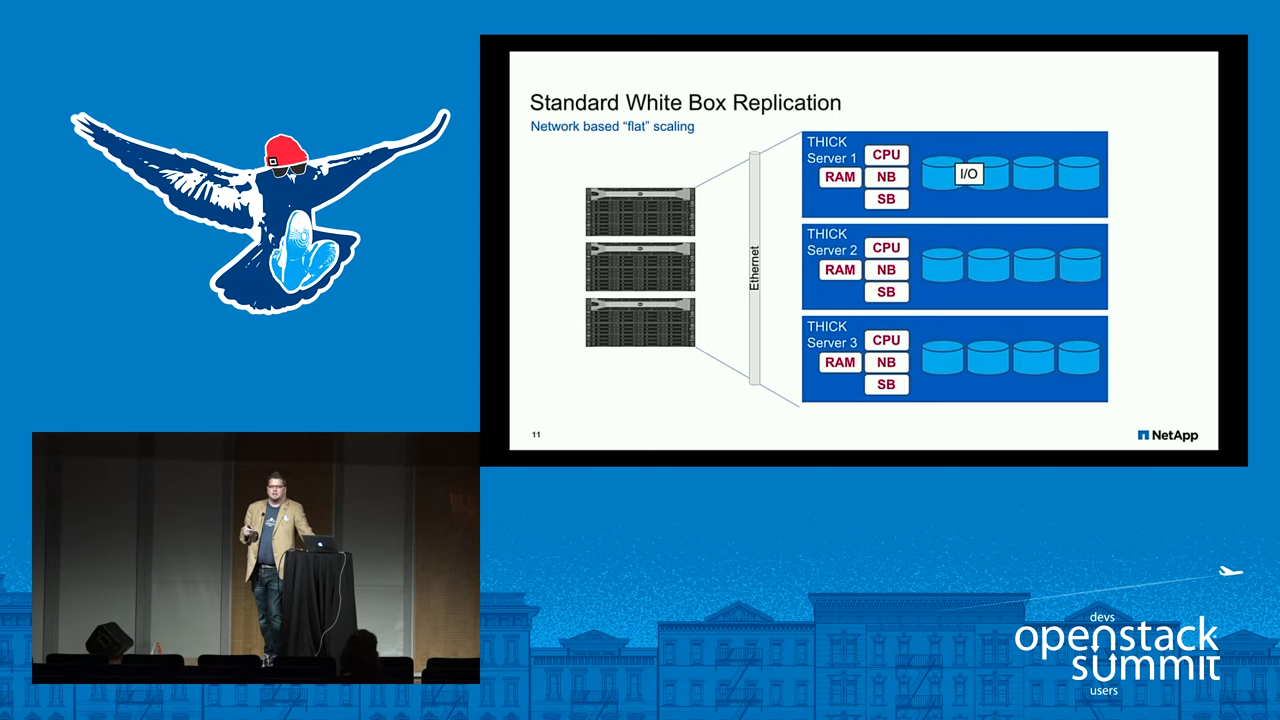 Standard White Box Replication
Network based “flat” scaling
Ethernet
THICK
Server 1
CPU
RAM
NB
SB
I/O
THICK
Server 2
CPU
RAM
NB
SB
THICK
Server 3
CPU
RAM
NB
SB
11
NetApp
devs
openstack
summit
users